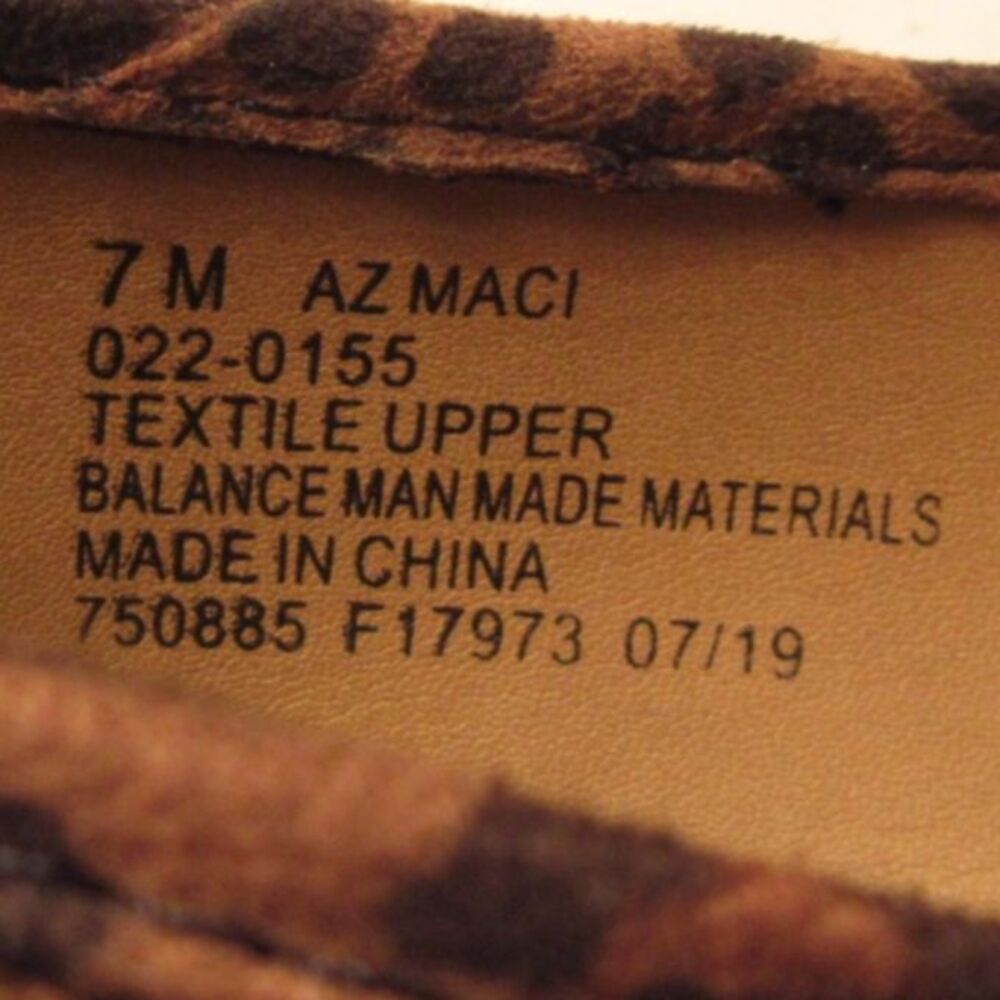 7 M AZ MACI
022-0155
TEXTILE UPPER
BALANCE MAN MADE MATERIALS
MADE IN CHINA
750885 F17973 07/19